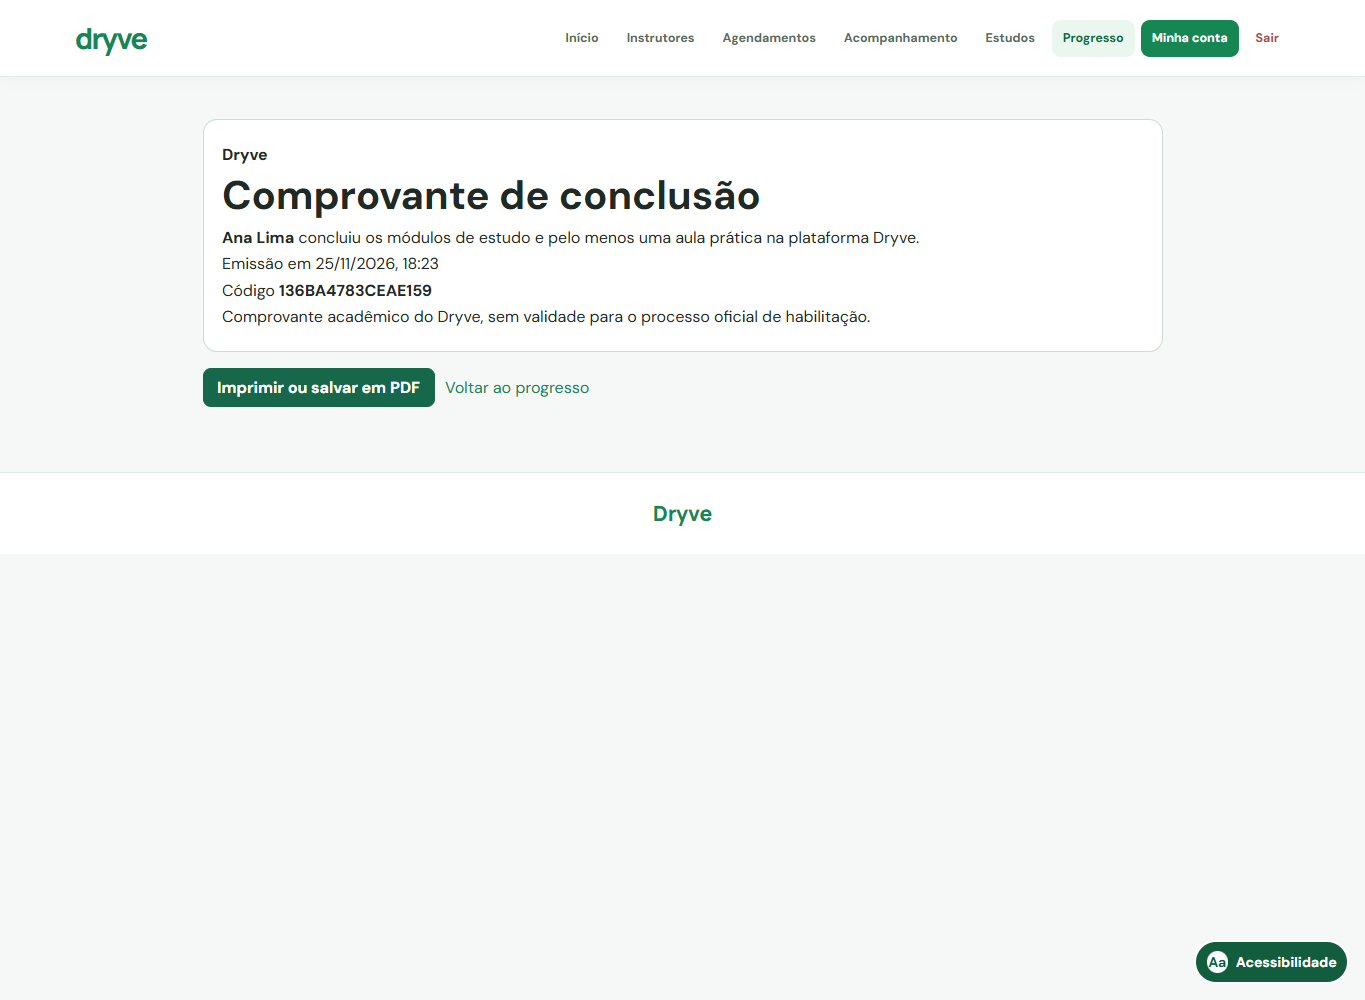 dryve
Início Instrutores Agendamentos Acompanhamento Estudos Progresso Minha conta Sair
Dryve
Comprovante de conclusão
Ana Lima concluiu os módulos de estudo e pelo menos uma aula prática na plataforma Dryve.
Emissão em 25/11/2026, 18:23
Código 136BA4783CEAE159
Comprovante acadêmico do Dryve, sem validade para o processo oficial de habilitação.
Imprimir ou salvar em PDF Voltar ao progresso
Dryve
Aa Acessibilidade